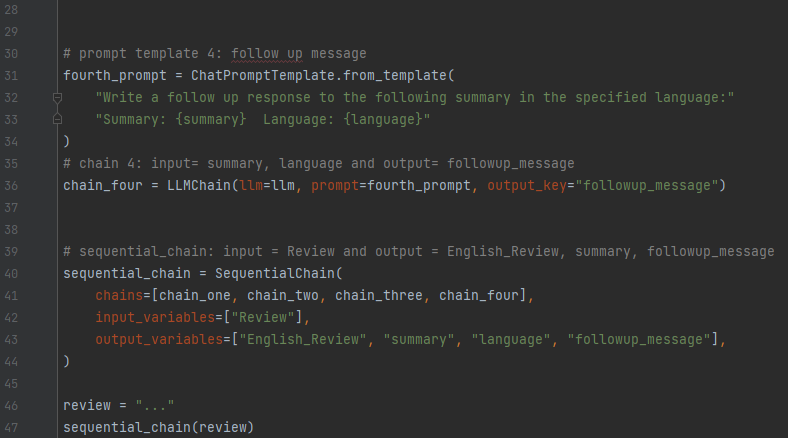 28
29
30 # prompt template 4: follow up message
31 fourth_prompt = ChatPromptTemplate.from_template(
32     "Write a follow up response to the following summary in the specified language:"
33     "Summary: {summary}  Language: {language}"
34 )
35 # chain 4: input= summary, language and output= followup_message
36 chain_four = LLMChain(llm=llm, prompt=fourth_prompt, output_key="followup_message")
37
38
39 # sequential_chain: input = Review and output = English_Review, summary, followup_message
40 sequential_chain = SequentialChain(
41     chains=[chain_one, chain_two, chain_three, chain_four],
42     input_variables=["Review"],
43     output_variables=["English_Review", "summary", "language", "followup_message"],
44 )
45
46 review = "..."
47 sequential_chain(review)